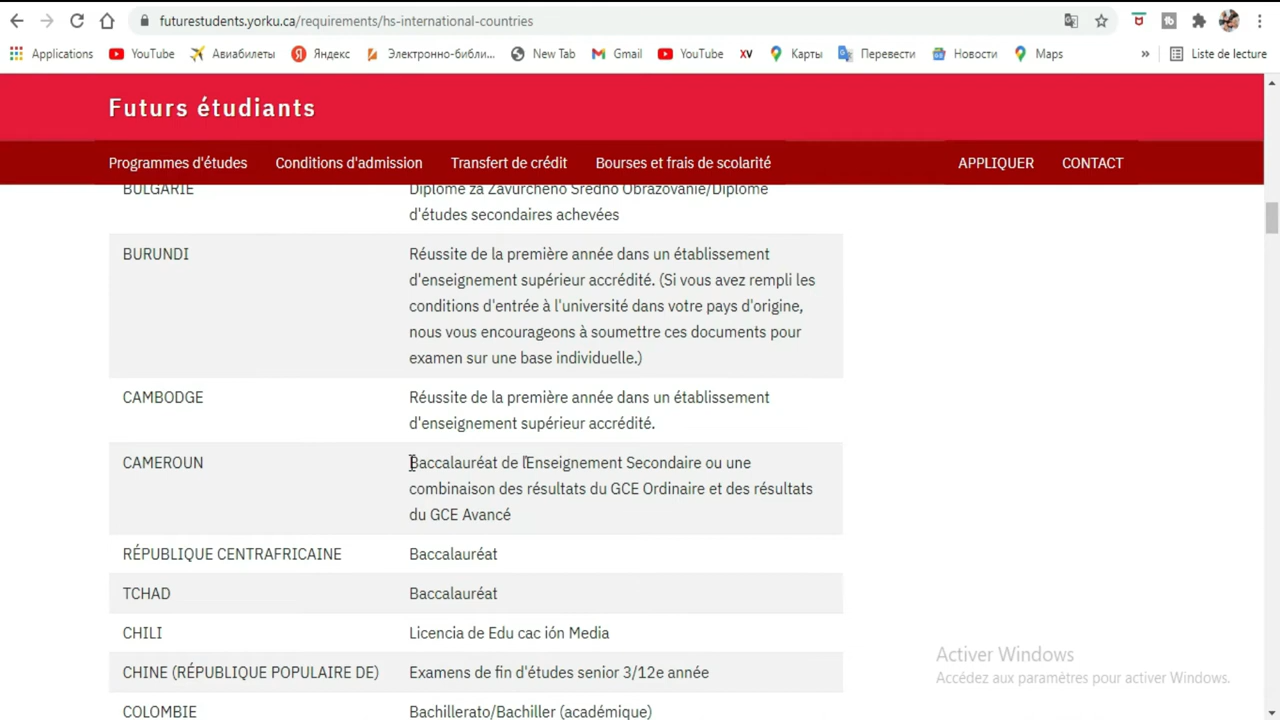 futurestudents.yorku.ca/requirements/hs-international-countries
Applications YouTube Авиабилеты Яндекс Электронно-библи... New Tab Gmail YouTube XV Карты Перевести Новости Maps » Liste de lecture
Futurs étudiants
Programmes d'études Conditions d'admission Transfert de crédit Bourses et frais de scolarité APPLIQUER CONTACT
BULGARIE Diplome za Zavurcheno Sredno Obrazovanie/Diplôme
d'études secondaires achevées
BURUNDI Réussite de la première année dans un établissement
d'enseignement supérieur accrédité. (Si vous avez rempli les
conditions d'entrée à l'université dans votre pays d'origine,
nous vous encourageons à soumettre ces documents pour
examen sur une base individuelle.)
CAMBODGE Réussite de la première année dans un établissement
d'enseignement supérieur accrédité.
CAMEROUN Baccalauréat de l'Enseignement Secondaire ou une
combinaison des résultats du GCE Ordinaire et des résultats
du GCE Avancé
RÉPUBLIQUE CENTRAFRICAINE Baccalauréat
TCHAD Baccalauréat
CHILI Licencia de Edu cac ión Media
CHINE (RÉPUBLIQUE POPULAIRE DE) Examens de fin d'études senior 3/12e année
COLOMBIE Bachillerato/Bachiller (académique)
Activer Windows
Accédez aux paramètres pour activer Windows.